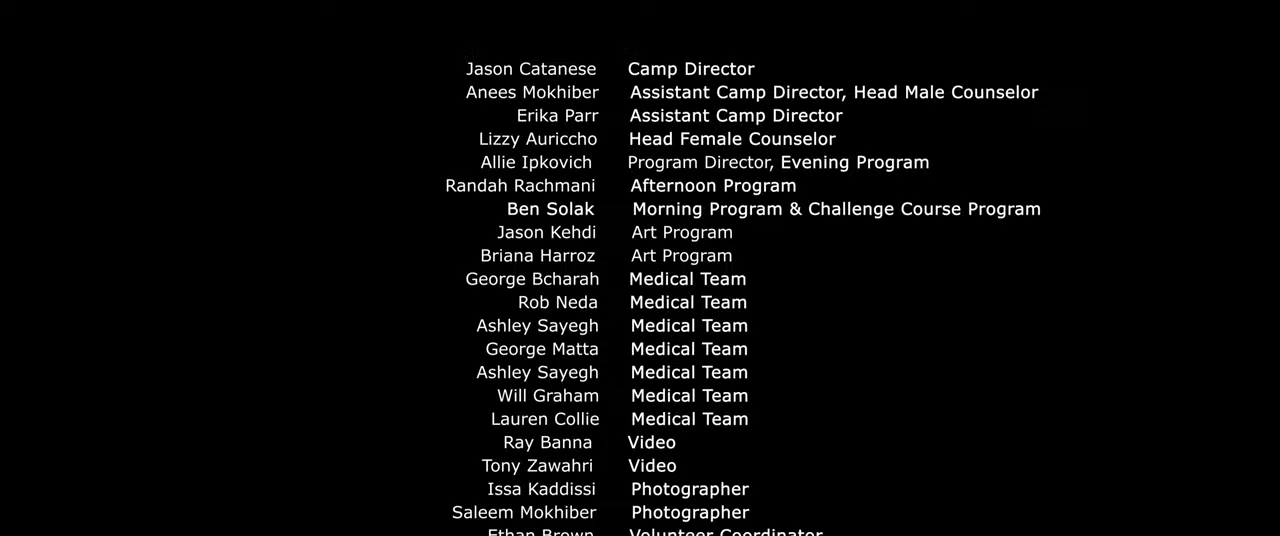 Jason Catanese Camp Director
Anees Mokhiber Assistant Camp Director, Head Male Counselor
Erika Parr Assistant Camp Director
Lizzy Auriccho Head Female Counselor
Allie Ipkovich Program Director, Evening Program
Randah Rachmani Afternoon Program
Ben Solak Morning Program & Challenge Course Program
Jason Kehdi Art Program
Briana Harroz Art Program
George Bcharah Medical Team
Rob Neda Medical Team
Ashley Sayegh Medical Team
George Matta Medical Team
Ashley Sayegh Medical Team
Will Graham Medical Team
Lauren Collie Medical Team
Ray Banna Video
Tony Zawahri Video
Issa Kaddissi Photographer
Saleem Mokhiber Photographer
Ethan Brown Volunteer Coordinator